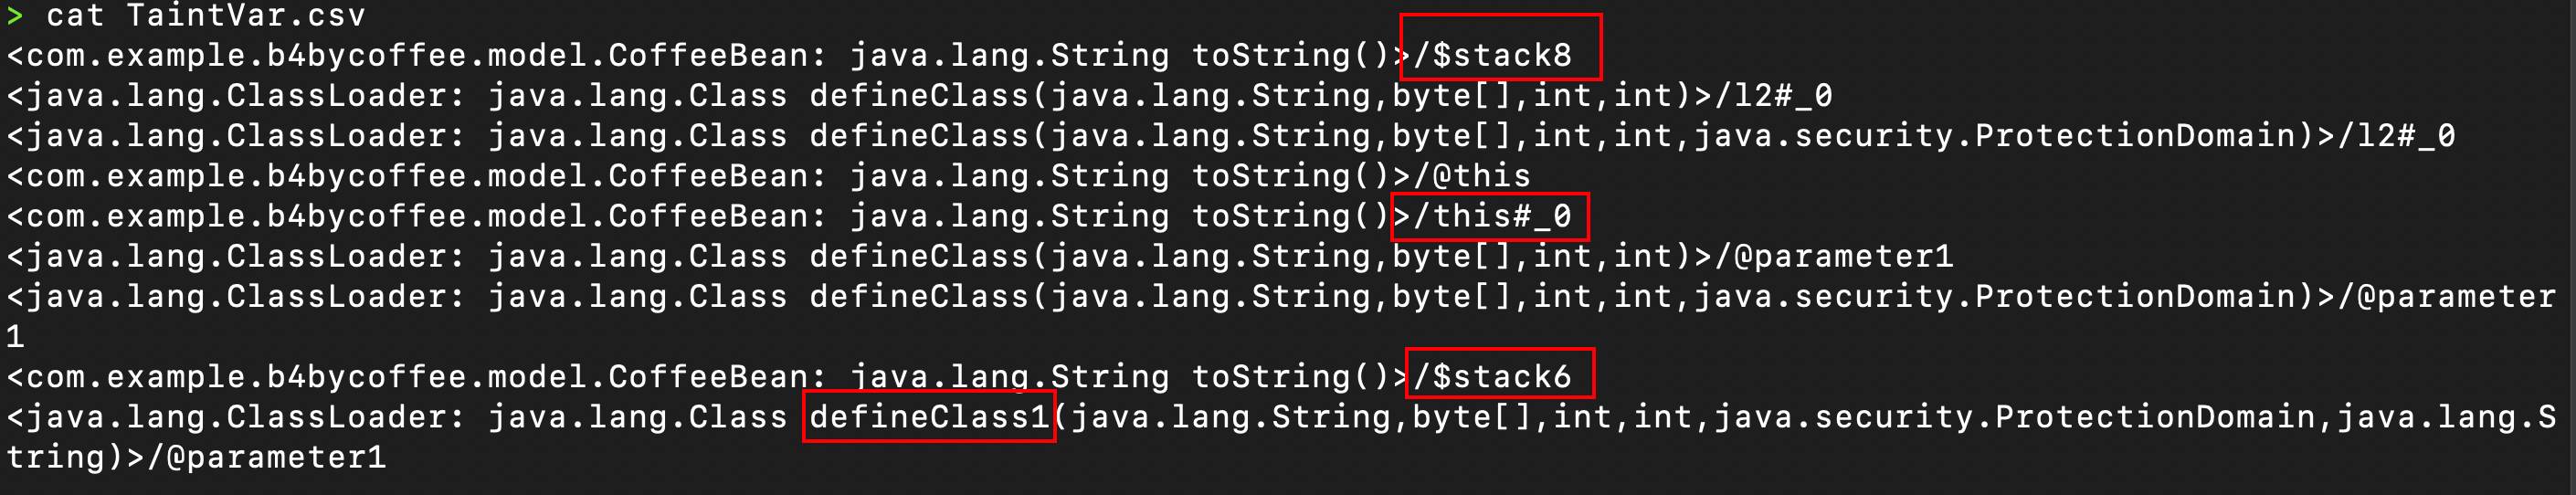 > cat TaintVar.csv
<com.example.b4bycoffee.model.CoffeeBean: java.lang.String toString()>/$stack8
<java.lang.ClassLoader: java.lang.Class defineClass(java.lang.String,byte[],int,int)>/l2#_0
<java.lang.ClassLoader: java.lang.Class defineClass(java.lang.String,byte[],int,int,java.security.ProtectionDomain)>/l2#_0
<com.example.b4bycoffee.model.CoffeeBean: java.lang.String toString()>/@this
<com.example.b4bycoffee.model.CoffeeBean: java.lang.String toString()>/this#_0
<java.lang.ClassLoader: java.lang.Class defineClass(java.lang.String,byte[],int,int)>/@parameter1
<java.lang.ClassLoader: java.lang.Class defineClass(java.lang.String,byte[],int,int,java.security.ProtectionDomain)>/@parameter
1
<com.example.b4bycoffee.model.CoffeeBean: java.lang.String toString()>/$stack6
<java.lang.ClassLoader: java.lang.Class defineClass1(java.lang.String,byte[],int,int,java.security.ProtectionDomain,java.lang.S
tring)>/@parameter1